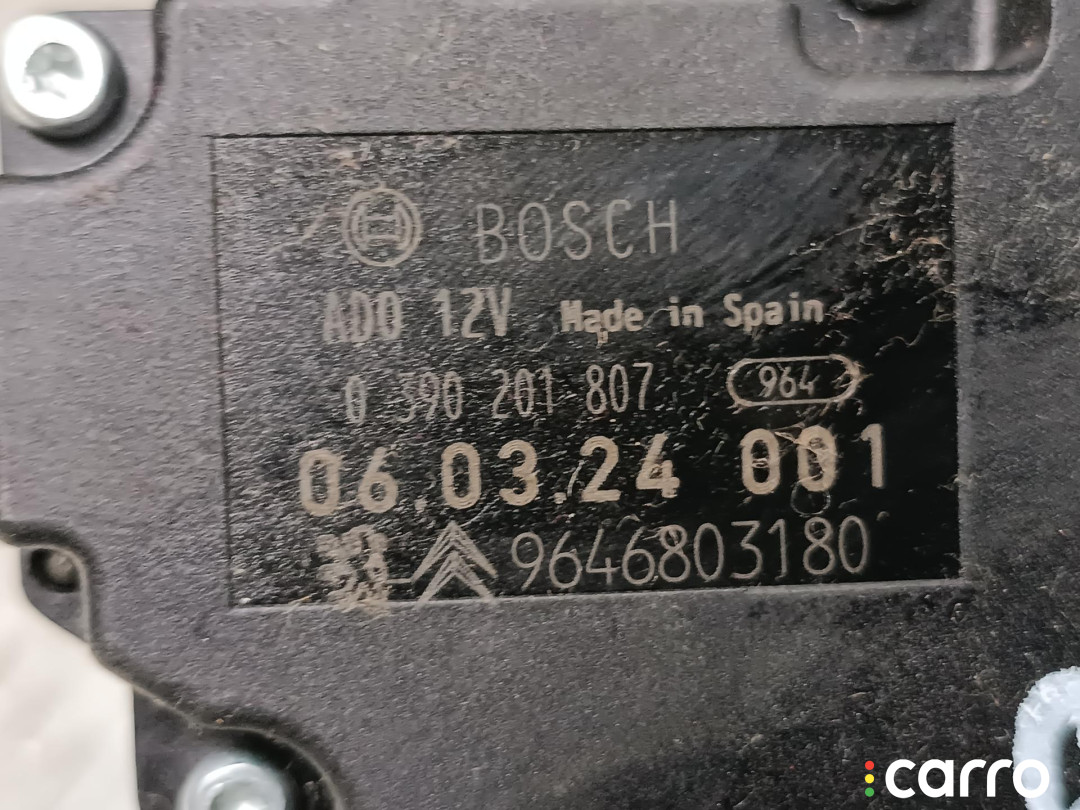 BOSCH
ADO 12V Made in Spain
0 390 201 807 964
06.03.24 001
9646803180
carro